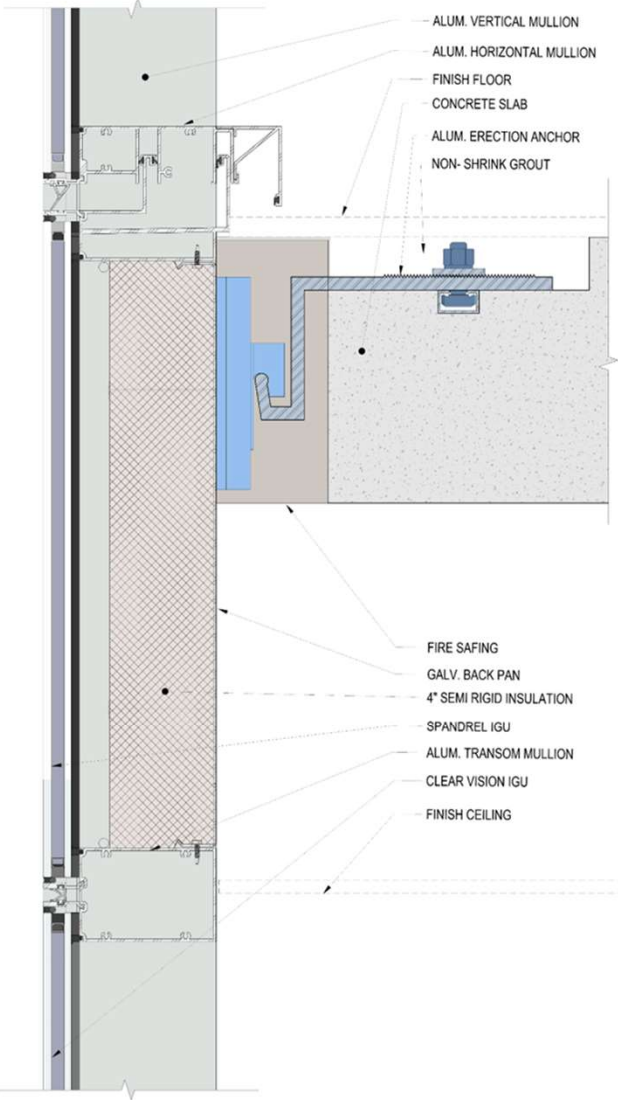 ALUM. VERTICAL MULLION
ALUM. HORIZONTAL MULLION
FINISH FLOOR
CONCRETE SLAB
ALUM. ERECTION ANCHOR
NON- SHRINK GROUT
FIRE SAFING
GALV. BACK PAN
4" SEMI RIGID INSULATION
SPANDREL IGU
ALUM. TRANSOM MULLION
CLEAR VISION IGU
FINISH CEILING